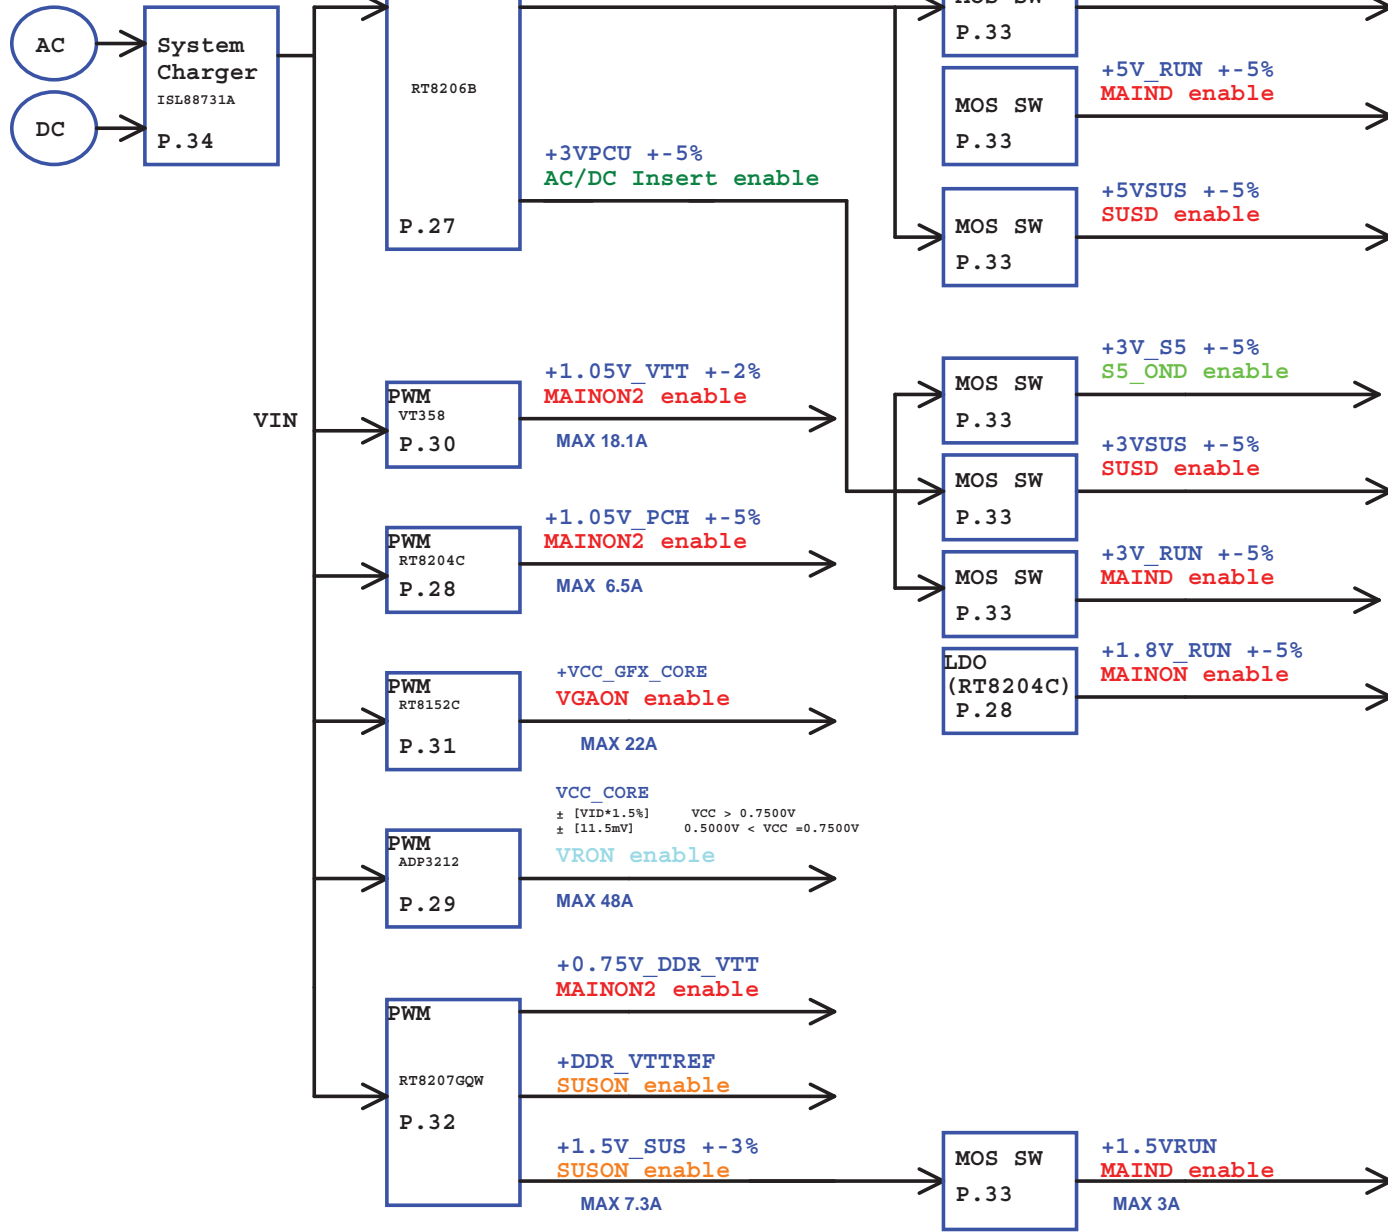 AC
DC
System
Charger
ISL88731A
P.34
VIN
RT8206B
P.27
+3VPCU +-5%
AC/DC Insert enable
MOS SW
P.33
MOS SW
P.33
+5V_RUN +-5%
MAIND enable
MOS SW
P.33
+5VSUS +-5%
SUSD enable
PWM
VT358
P.30
+1.05V_VTT +-2%
MAINON2 enable
MAX 18.1A
MOS SW
P.33
+3V_S5 +-5%
S5_OND enable
MOS SW
P.33
+3VSUS +-5%
SUSD enable
PWM
RT8204C
P.28
+1.05V_PCH +-5%
MAINON2 enable
MAX 6.5A
MOS SW
P.33
+3V_RUN +-5%
MAIND enable
LDO
(RT8204C)
P.28
+1.8V_RUN +-5%
MAINON enable
PWM
RT8152C
P.31
+VCC_GFX_CORE
VGAON enable
MAX 22A
PWM
ADP3212
P.29
VCC_CORE
± [VID*1.5%] VCC > 0.7500V
± [11.5mV] 0.5000V < VCC =0.7500V
VRON enable
MAX 48A
PWM
RT8207GQW
P.32
+0.75V_DDR_VTT
MAINON2 enable
+DDR_VTTREF
SUSON enable
+1.5V_SUS +-3%
SUSON enable
MAX 7.3A
MOS SW
P.33
+1.5VRUN
MAIND enable
MAX 3A